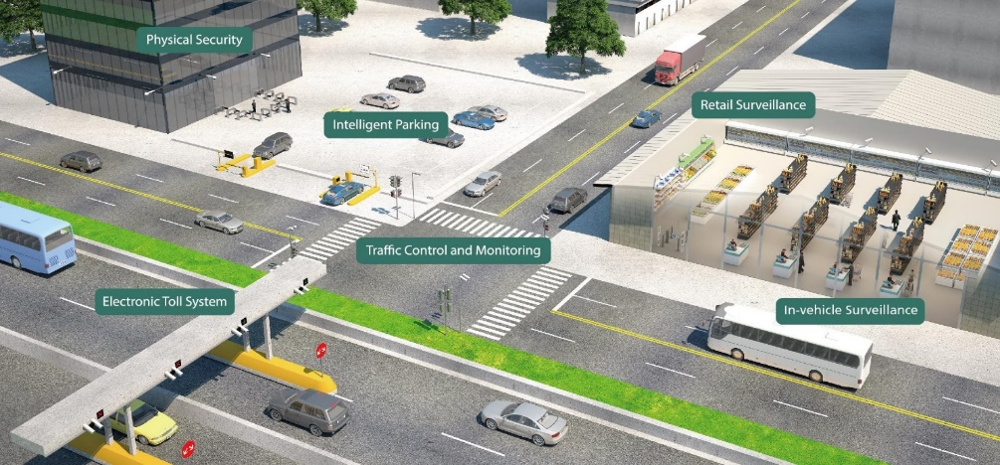 Physical Security
Retail Surveillance
Intelligent Parking
Traffic Control and Monitoring
Electronic Toll System
In-vehicle Surveillance